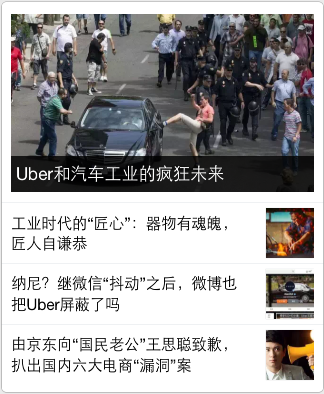 Uber和汽车工业的疯狂未来
工业时代的“匠心”：器物有魂魄，
匠人自谦恭
纳尼？继微信“抖动”之后，微博也
把Uber屏蔽了吗
由京东向“国民老公”王思聪致歉，
扒出国内六大电商“漏洞”案